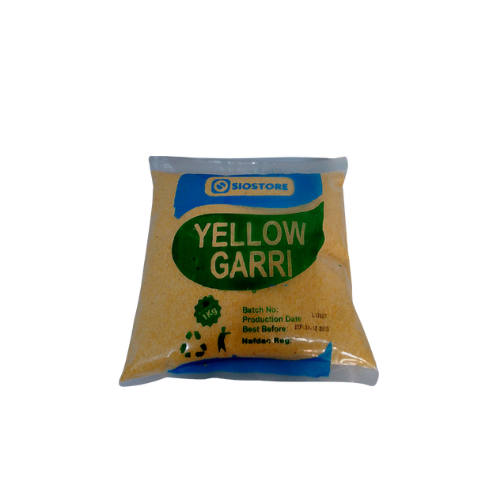 SIOSTORE
YELLOW
GARRI
1Kg
Batch No:
Production Date
Best Before:
Nafdac Reg: